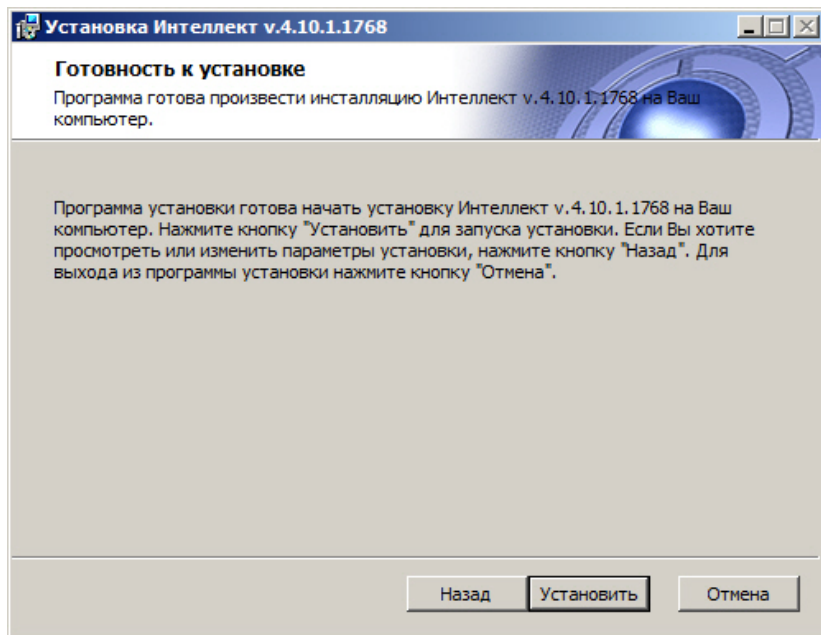 Установка Интеллект v.4.10.1.1768
Готовность к установке
Программа готова произвести инсталляцию Интеллект v.4.10.1.1768 на Ваш
компьютер.
Программа установки готова начать установку Интеллект v.4.10.1.1768 на Ваш
компьютер. Нажмите кнопку "Установить" для запуска установки. Если Вы хотите
просмотреть или изменить параметры установки, нажмите кнопку "Назад". Для
выхода из программы установки нажмите кнопку "Отмена".
Назад Установить Отмена